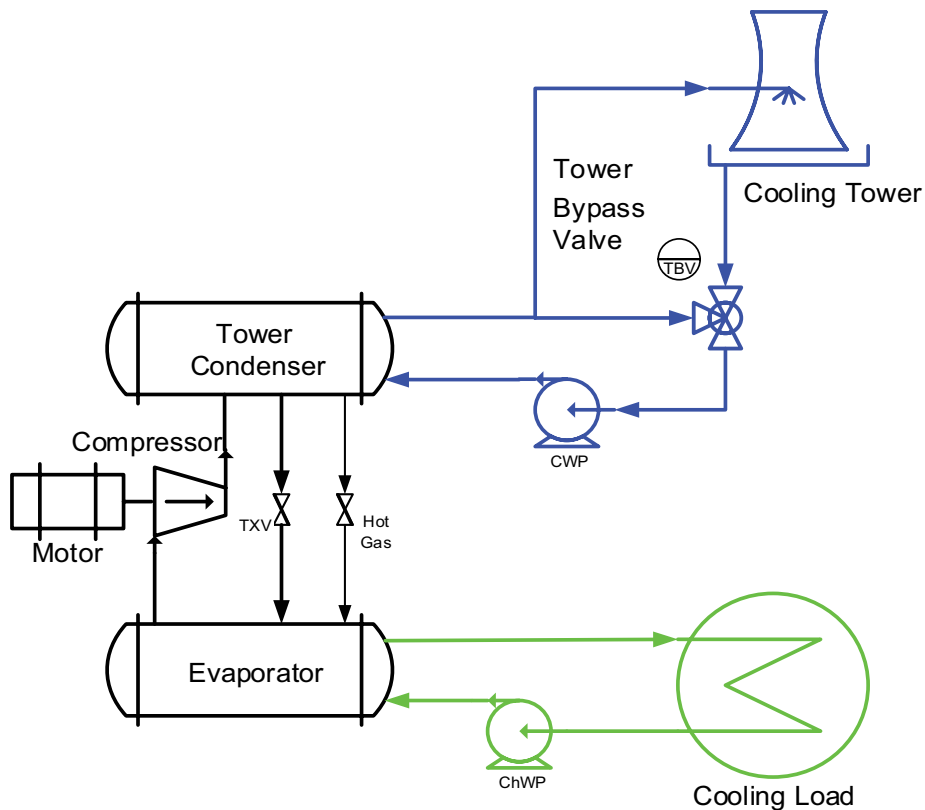 Tower
Bypass
Valve
Cooling Tower
TBV
Tower
Condenser
CWP
Compressor
Motor
TXV
Hot
Gas
Evaporator
ChWP
Cooling Load